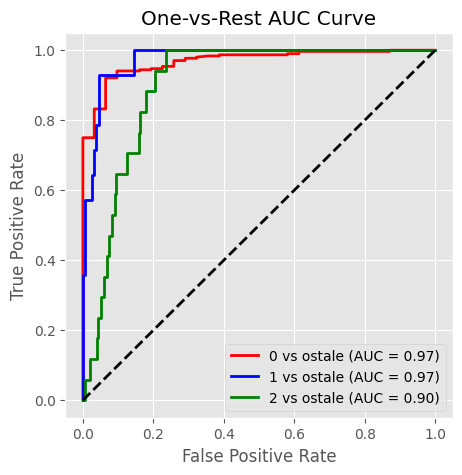 One-vs-Rest AUC Curve
True Positive Rate
1.0
0.8
0.6
0.4
0.2
0.0
0 vs ostale (AUC = 0.97)
1 vs ostale (AUC = 0.97)
2 vs ostale (AUC = 0.90)
0.0 0.2 0.4 0.6 0.8 1.0
False Positive Rate